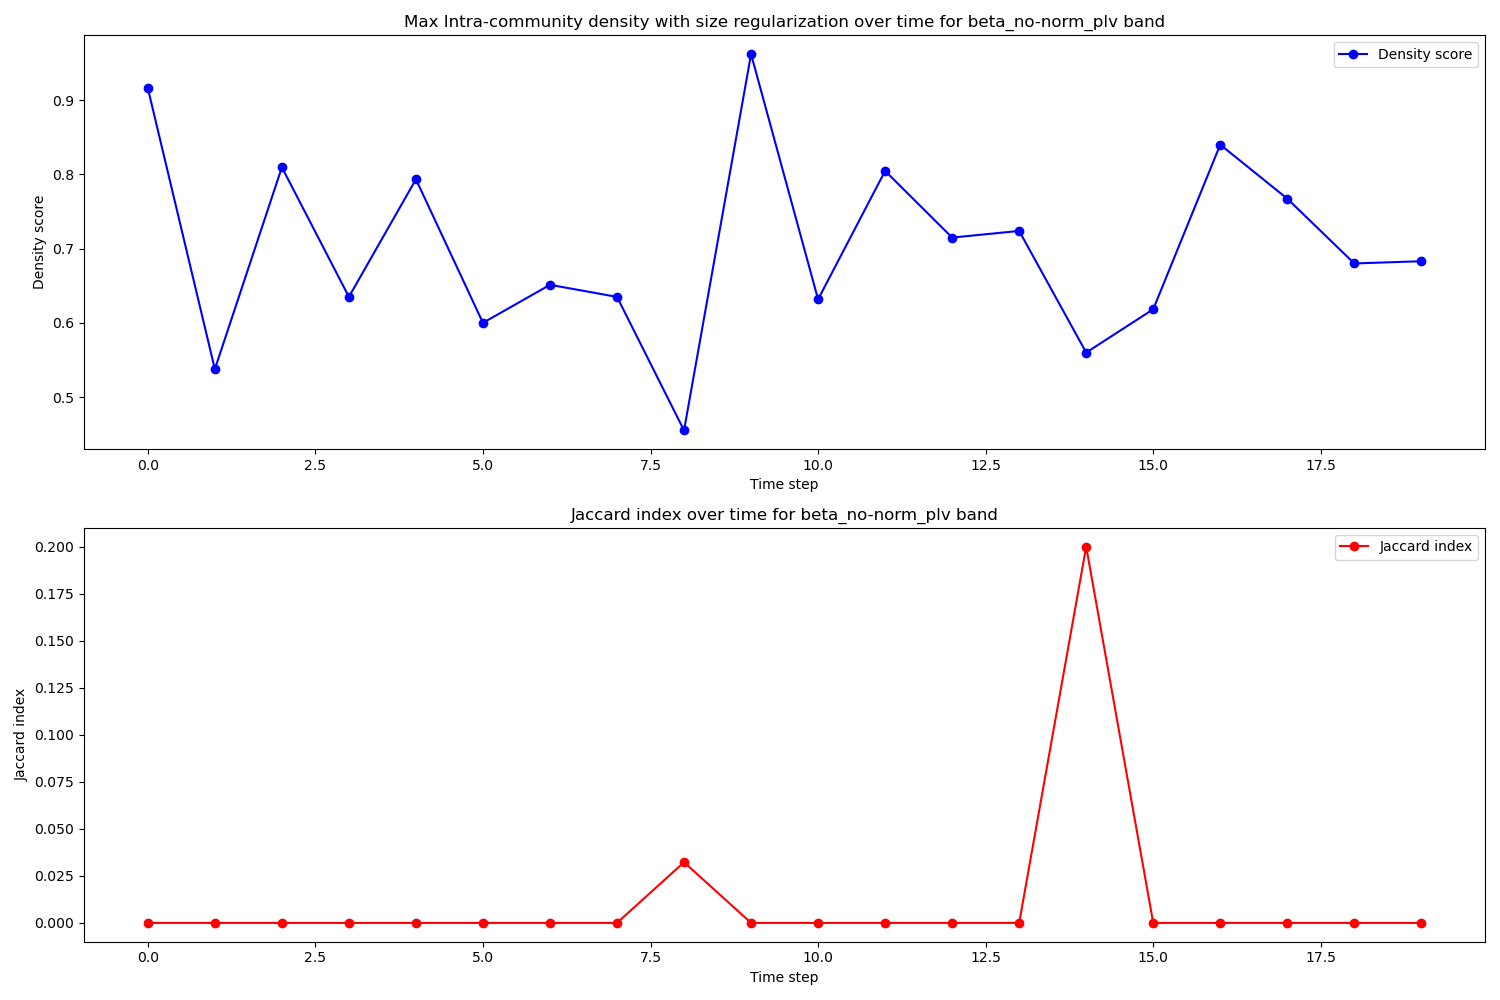 Max Intra-community density with size regularization over time for beta_no-norm_plv band
Density score
0.9
0.8
0.7
0.6
0.5
Density score
0.0 2.5 5.0 7.5 10.0 12.5 15.0 17.5
Time step
Jaccard index over time for beta_no-norm_plv band
Jaccard index
0.200
0.175
0.150
0.125
0.100
0.075
0.050
0.025
0.000
Jaccard index
0.0 2.5 5.0 7.5 10.0 12.5 15.0 17.5
Time step